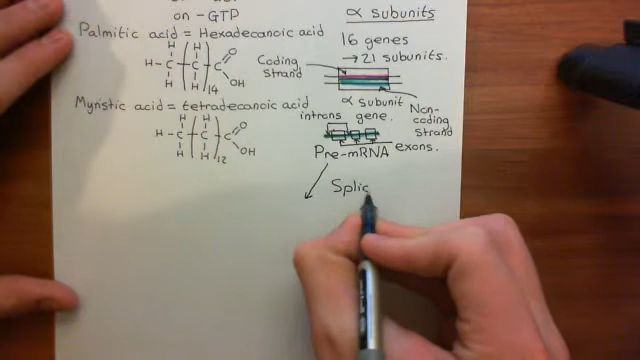 on -GTP
Palmitic acid = Hexadecanoic acid
H H
H-C-(C)-C O
H H 14 OH
Myristic acid = tetradecanoic acid
H H
H-C-(C)-C O
H H 12 OH
α subunits
16 genes
→ 21 subunits.
Coding strand
α subunit gene.
Non-coding strand
introns
exons.
Pre-mRNA
Splic